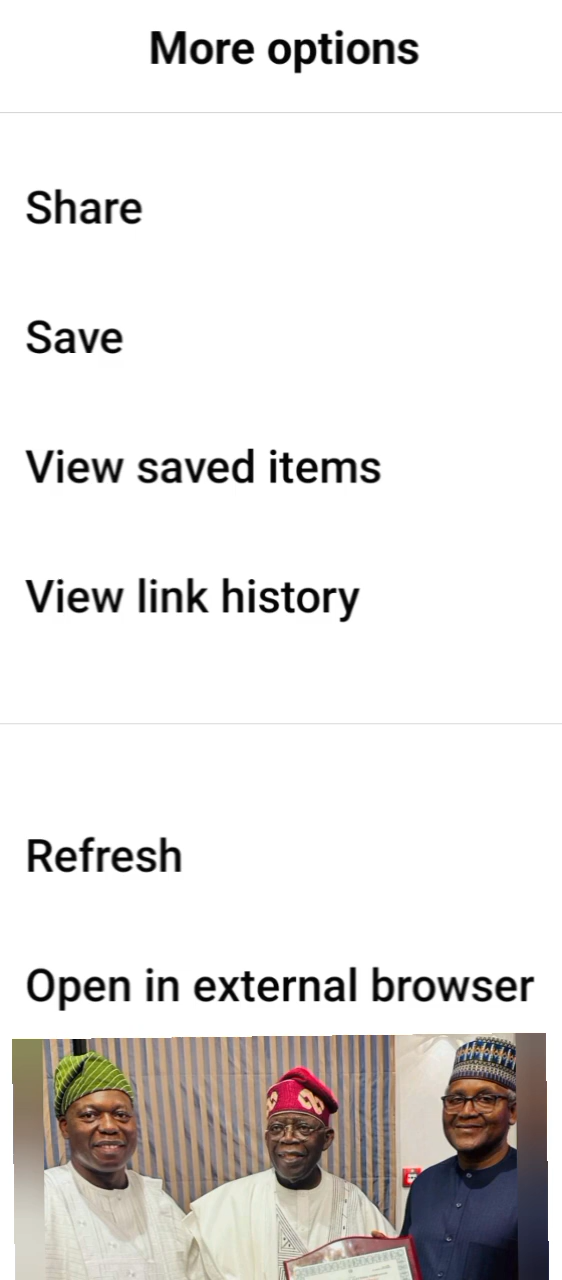 More options
Share
Save
View saved items
View link history
Refresh
Open in external browser